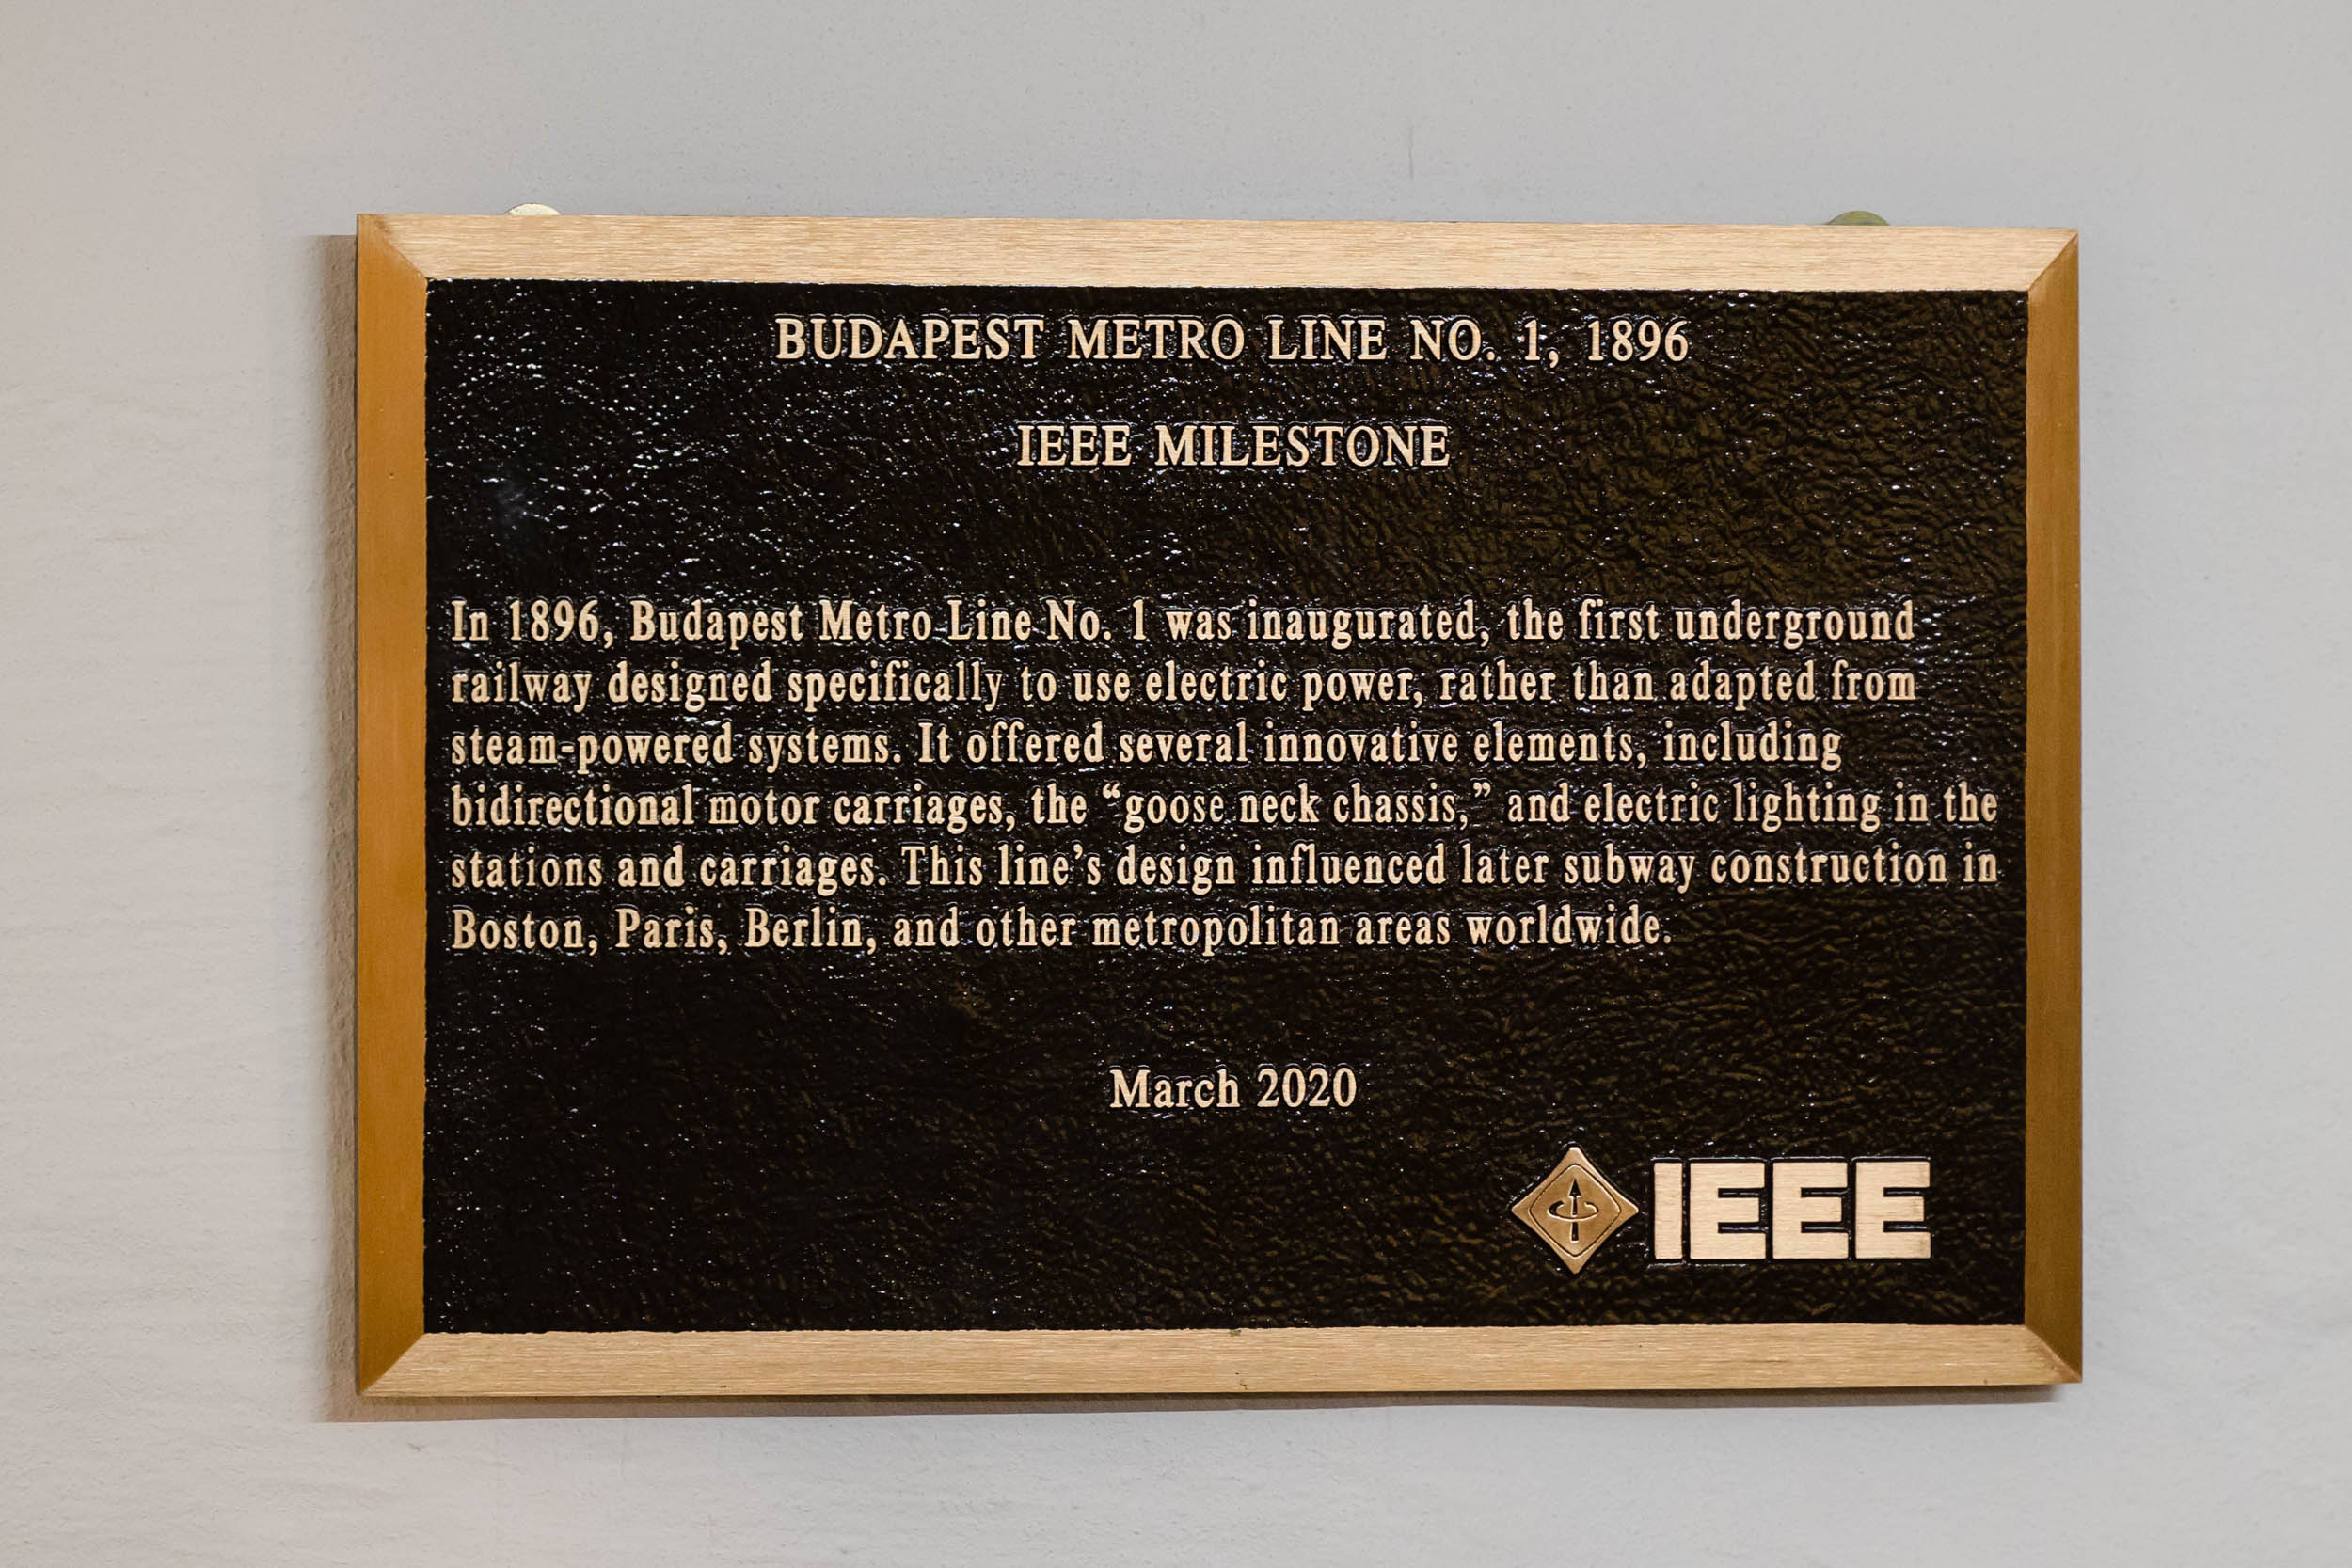 BUDAPEST METRO LINE NO. 1, 1896
IEEE MILESTONE
In 1896, Budapest Metro Line No. 1 was inaugurated, the first underground
railway designed specifically to use electric power, rather than adapted from
steam-powered systems. It offered several innovative elements, including
bidirectional motor carriages, the “goose neck chassis,” and electric lighting in the
stations and carriages. This line’s design influenced later subway construction in
Boston, Paris, Berlin, and other metropolitan areas worldwide.
March 2020
IEEE